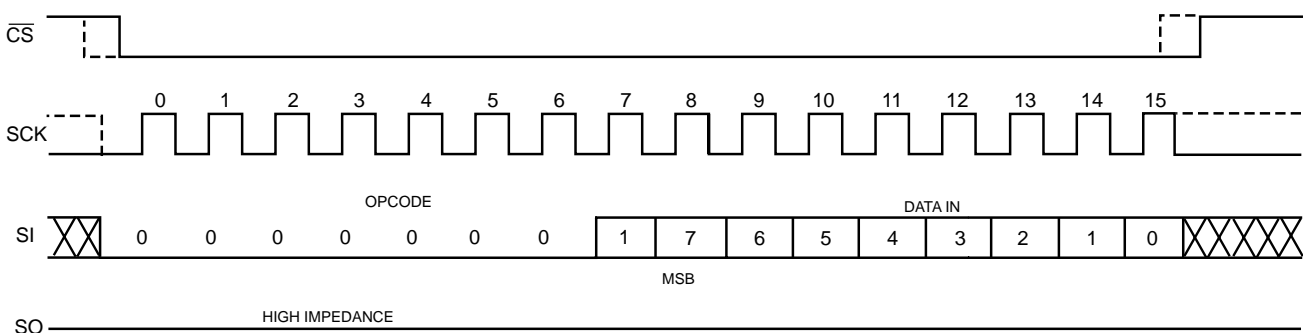 CS
0 1 2 3 4 5 6 7 8 9 10 11 12 13 14 15
SCK
OPCODE
DATA IN
SI
0 0 0 0 0 0 0 1 7 6 5 4 3 2 1 0
MSB
HIGH IMPEDANCE
SO